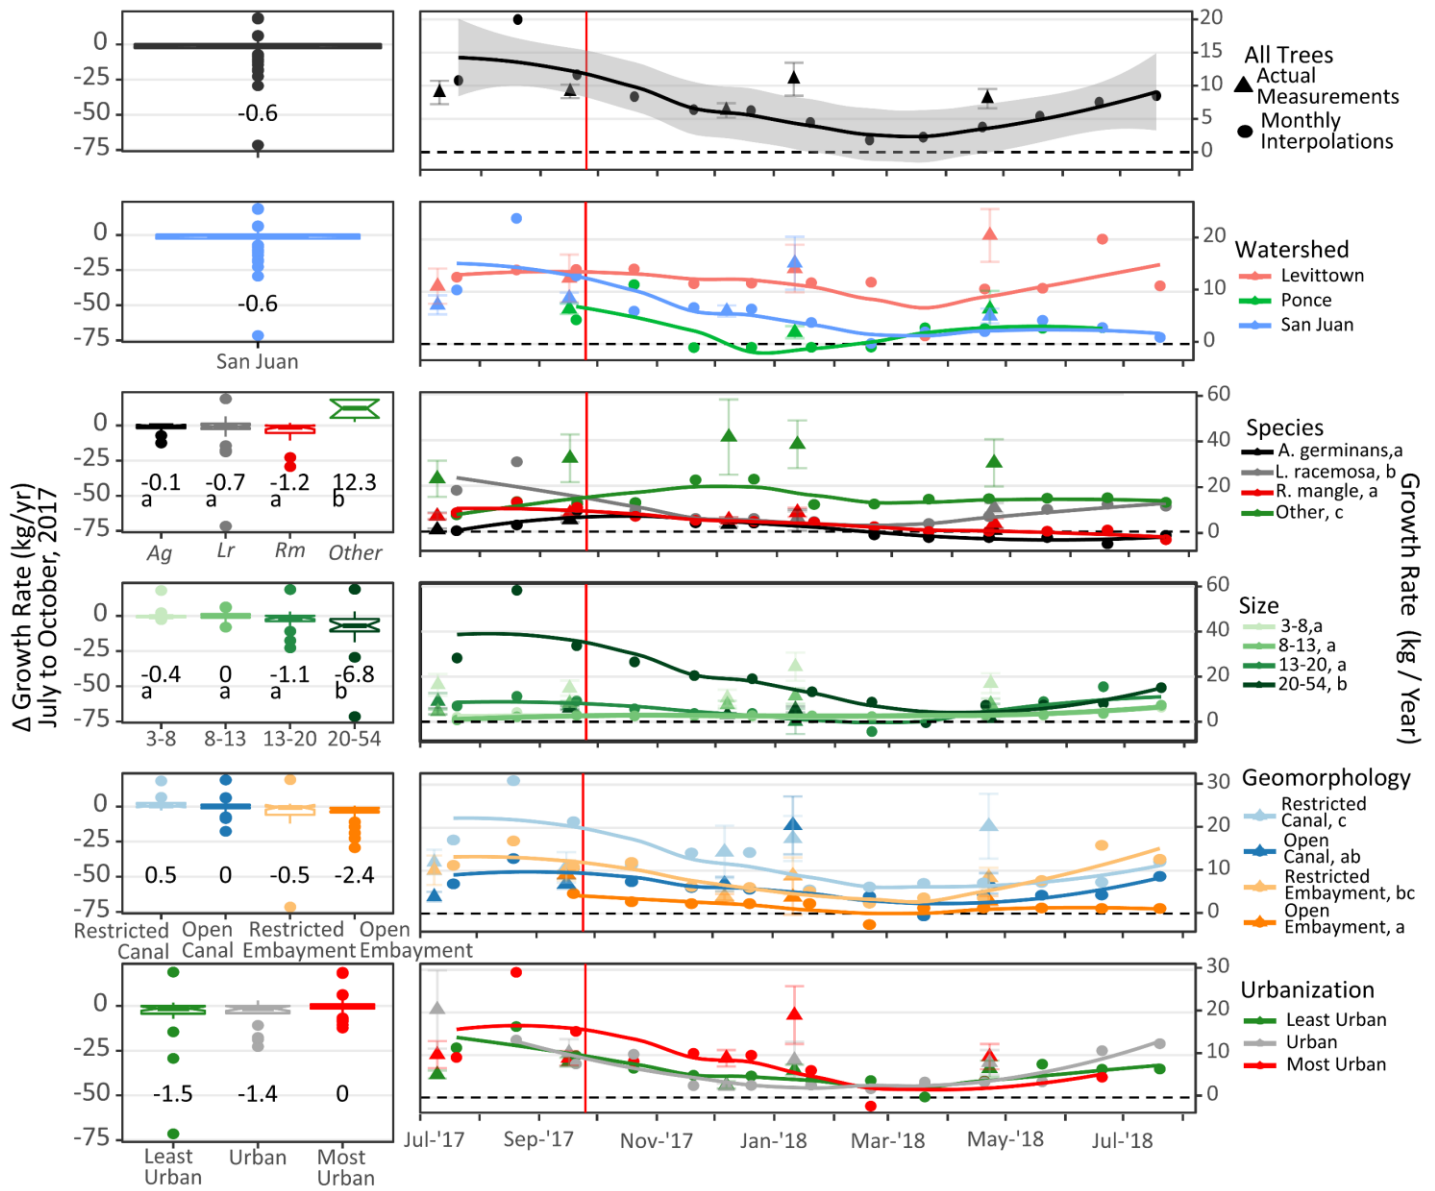 0
-25
-50
-75
-0.6
20
15
10
5
0
All Trees
Actual
Measurements
Monthly
Interpolations
0
-25
-50
-75
-0.6
San Juan
20
10
0
Watershed
Levittown
Ponce
San Juan
0
-25
-50
-75
-0.1 -0.7 -1.2 12.3
a a a b
Ag Lr Rm Other
60
40
20
0
Species
A. germinans,a
L. racemosa, b
R. mangle, a
Other, c
Δ Growth Rate (kg/yr)
July to October, 2017
Growth Rate (kg / Year)
0
-25
-50
-75
-0.4 0 -1.1 -6.8
a a a b
3-8 8-13 13-20 20-54
60
40
20
0
Size
3-8,a
8-13, a
13-20, a
20-54, b
0
-25
-50
-75
0.5 0 -0.5 -2.4
Restricted Open Restricted Open
Canal Canal Embayment Embayment
30
20
10
0
Geomorphology
Restricted
Canal, c
Open
Canal, ab
Restricted
Embayment, bc
Open
Embayment, a
0
-25
-50
-75
-1.5 -1.4 0
Least Urban Most
Urban Urban
30
20
10
0
Urbanization
Least Urban
Urban
Most Urban
Jul-'17 Sep-'17 Nov-'17 Jan-'18 Mar-'18 May-'18 Jul-'18